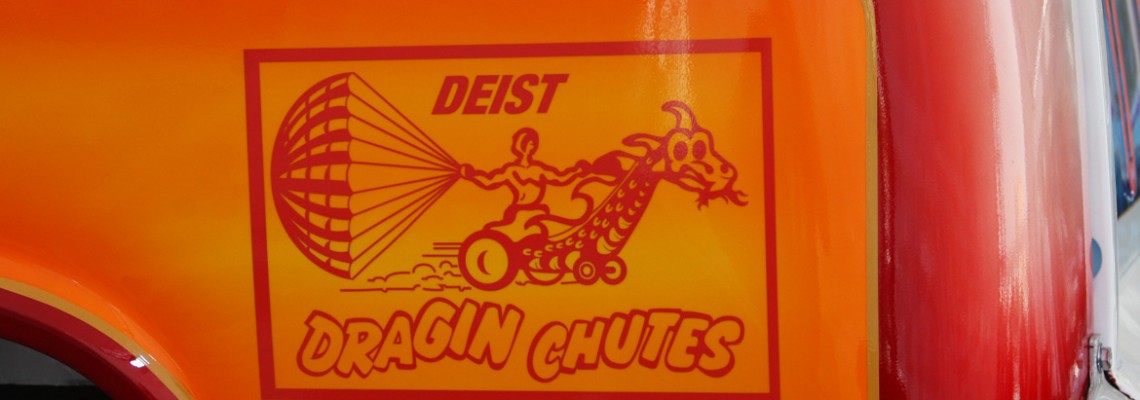 DEIST
DRAGIN CHUTES